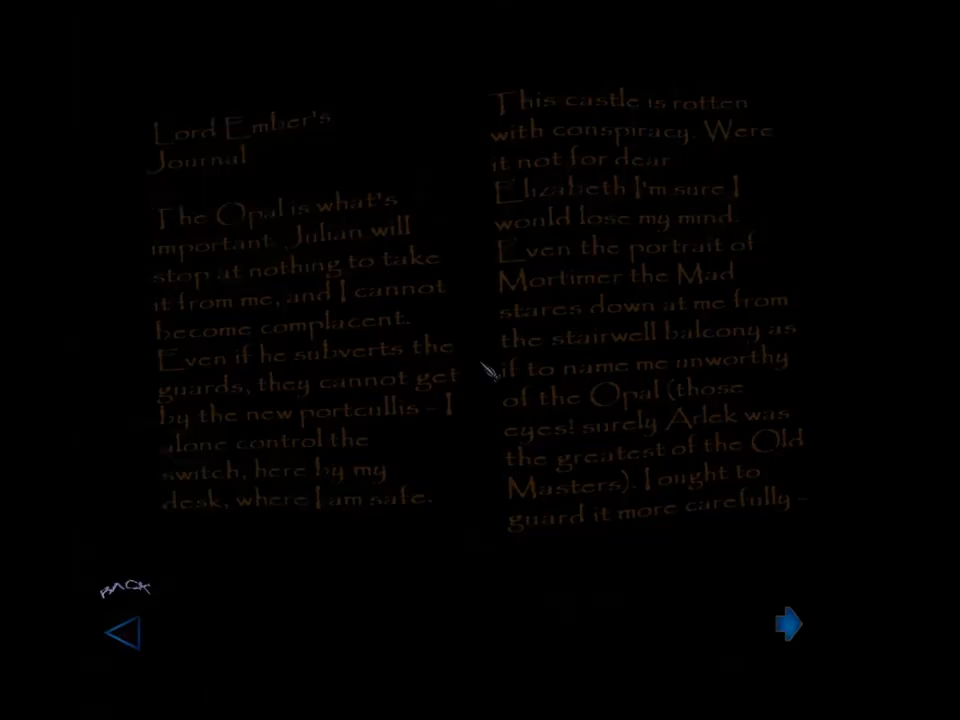 Lord Ember's
Journal
The Opal is what's
important. Julian will
stop at nothing to take
it from me, and I cannot
become complacent.
Even if he subverts the
guards, they cannot get
by the new portcullis - I
alone control the
switch, here by my
desk, where I am safe.
This castle is rotten
with conspiracy. Were
it not for dear
Elizabeth I'm sure I
would lose my mind.
Even the portrait of
Mortimer the Mad
stares down at me from
the stairwell balcony as
if to name me unworthy
of the Opal (those
eyes! surely Arlek was
the greatest of the Old
Masters). I ought to
guard it more carefully -
BACK